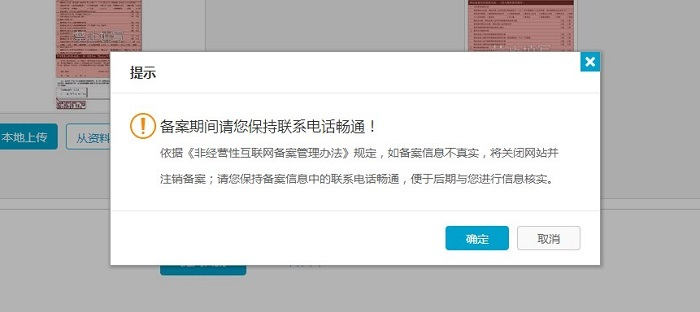 提示
备案期间请您保持联系电话畅通！
依据《非经营性互联网备案管理办法》规定，如备案信息不真实，将关闭网站并
注销备案；请您保持备案信息中的联系电话畅通，便于后期与您进行信息核实。
本地上传
从资料
确定
取消